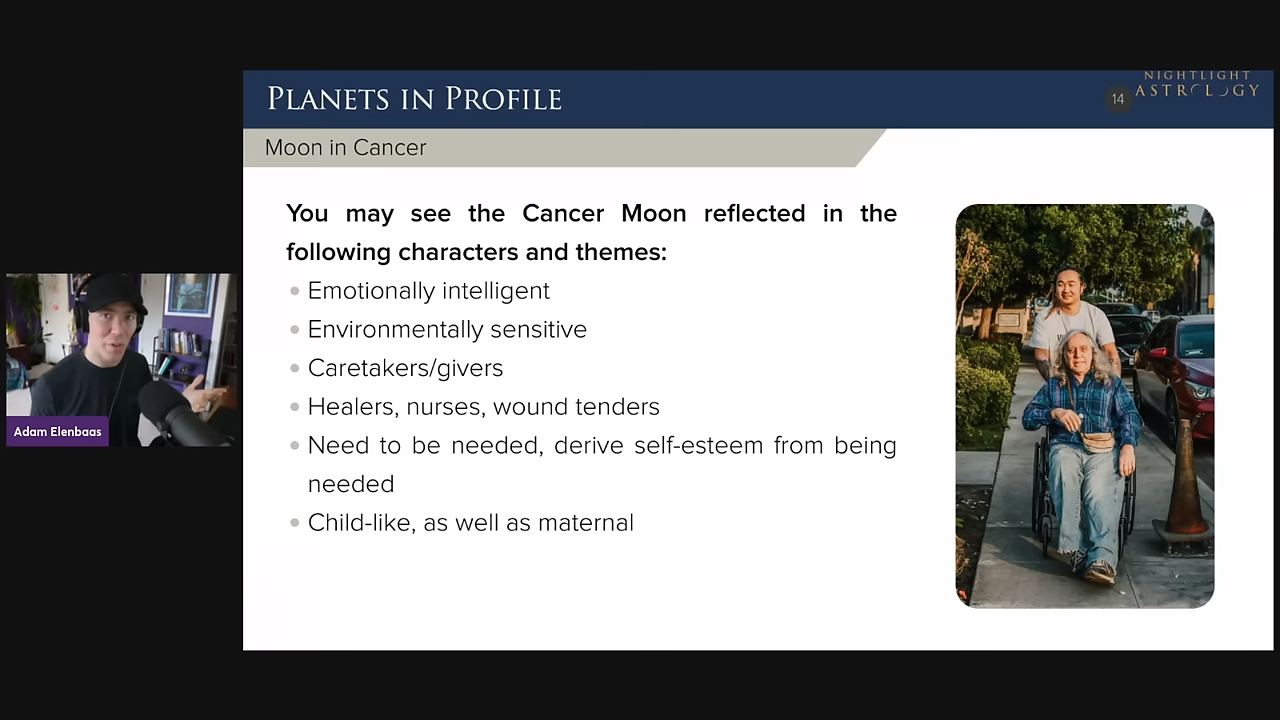 PLANETS IN PROFILE
14
NIGHTLIGHT
ASTROLOGY
Moon in Cancer
You may see the Cancer Moon reflected in the
following characters and themes:
Emotionally intelligent
Environmentally sensitive
Caretakers/givers
Healers, nurses, wound tenders
Need to be needed, derive self-esteem from being
needed
Child-like, as well as maternal
Adam Elenbaas